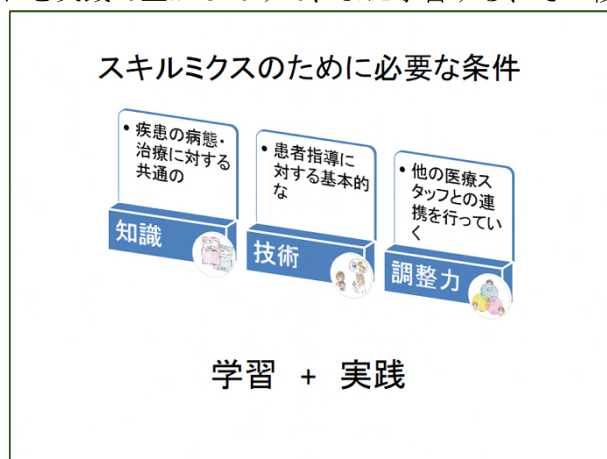 スキルミクスのために必要な条件
• 疾患の病態・
治療に対する
共通の
知識
• 患者指導に
対する基本的
な
技術
• 他の医療ス
タッフとの連
携を行ってい
く
調整力
学習 + 実践